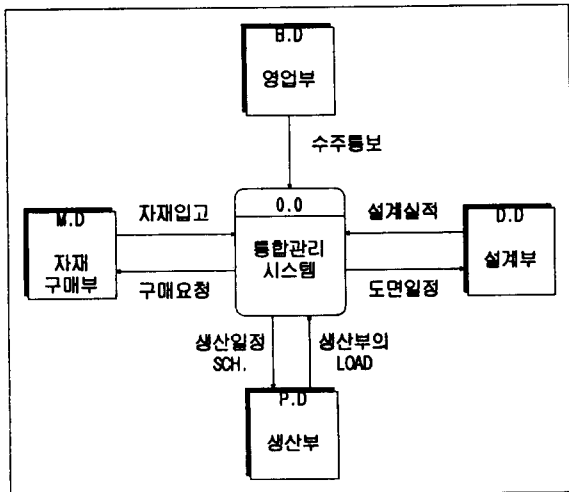 B.D
영업부
수주통보
M.D
자재
구매부
자재입고
구매요청
0.0
통합관리
시스템
설계실적
도면일정
D.D
설계부
생산일정
SCH.
생산부의
LOAD
P.D
생산부